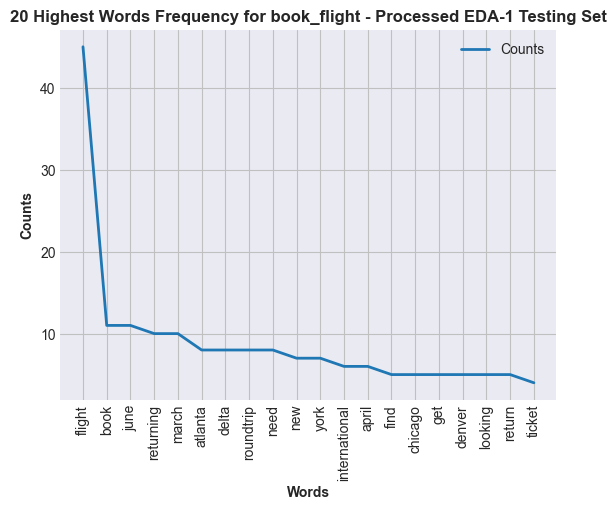 20 Highest Words Frequency for book_flight - Processed EDA-1 Testing Set
Counts
40
30
20
10
Counts
flight
book
june
returning
march
atlanta
delta
roundtrip
need
new
york
international
april
find
chicago
get
denver
looking
return
ticket
Words